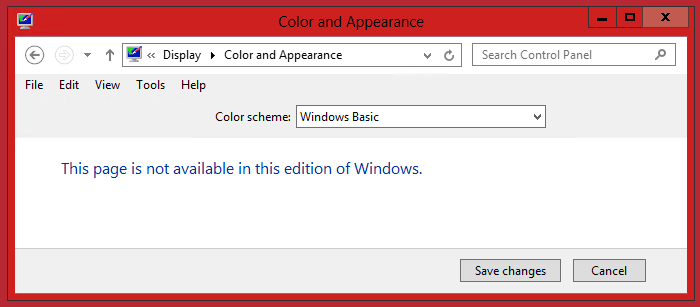 Color and Appearance
« Display Color and Appearance Search Control Panel
File Edit View Tools Help
Color scheme: Windows Basic
This page is not available in this edition of Windows.
Save changes Cancel